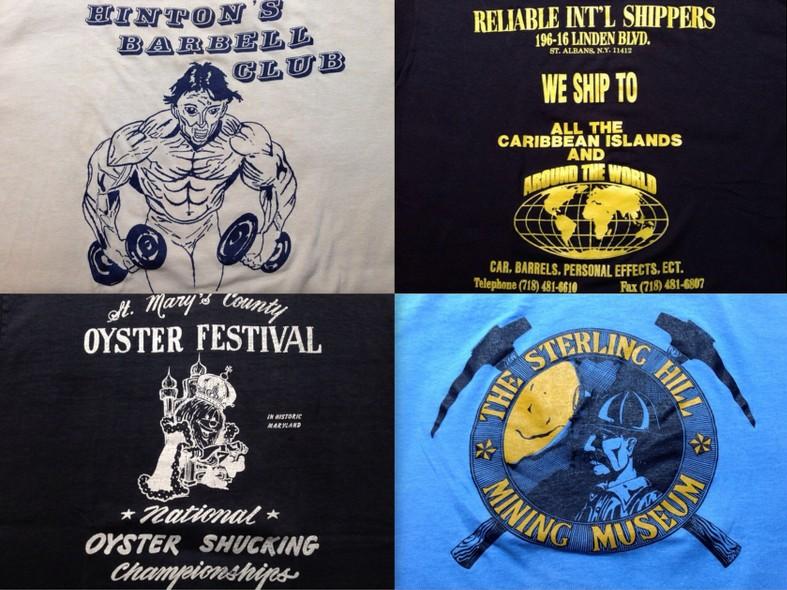 HINTON'S
BARBELL
CLUB
RELIABLE INT'L SHIPPERS
196-16 LINDEN BLVD.
ST. ALBANS, N.Y. 11412
WE SHIP TO
ALL THE
CARIBBEAN ISLANDS
AND
AROUND THE WORLD
CAR. BARRELS. PERSONAL EFFECTS, ECT.
Telephone (718) 481-6610 Fax (718) 481-6807
St. Mary's County
OYSTER FESTIVAL
IN HISTORIC
MARYLAND
National
OYSTER SHUCKING
Championships
THE STERLING HILL
MINING MUSEUM